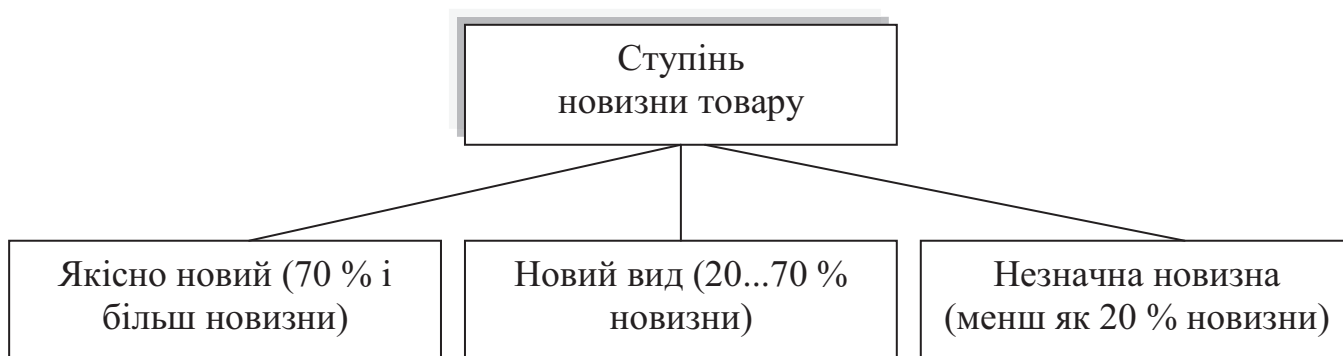 Ступінь
новизни товару
Якісно новий (70 % і
більш новизни)
Новий вид (20...70 %
новизни)
Незначна новизна
(менш як 20 % новизни)